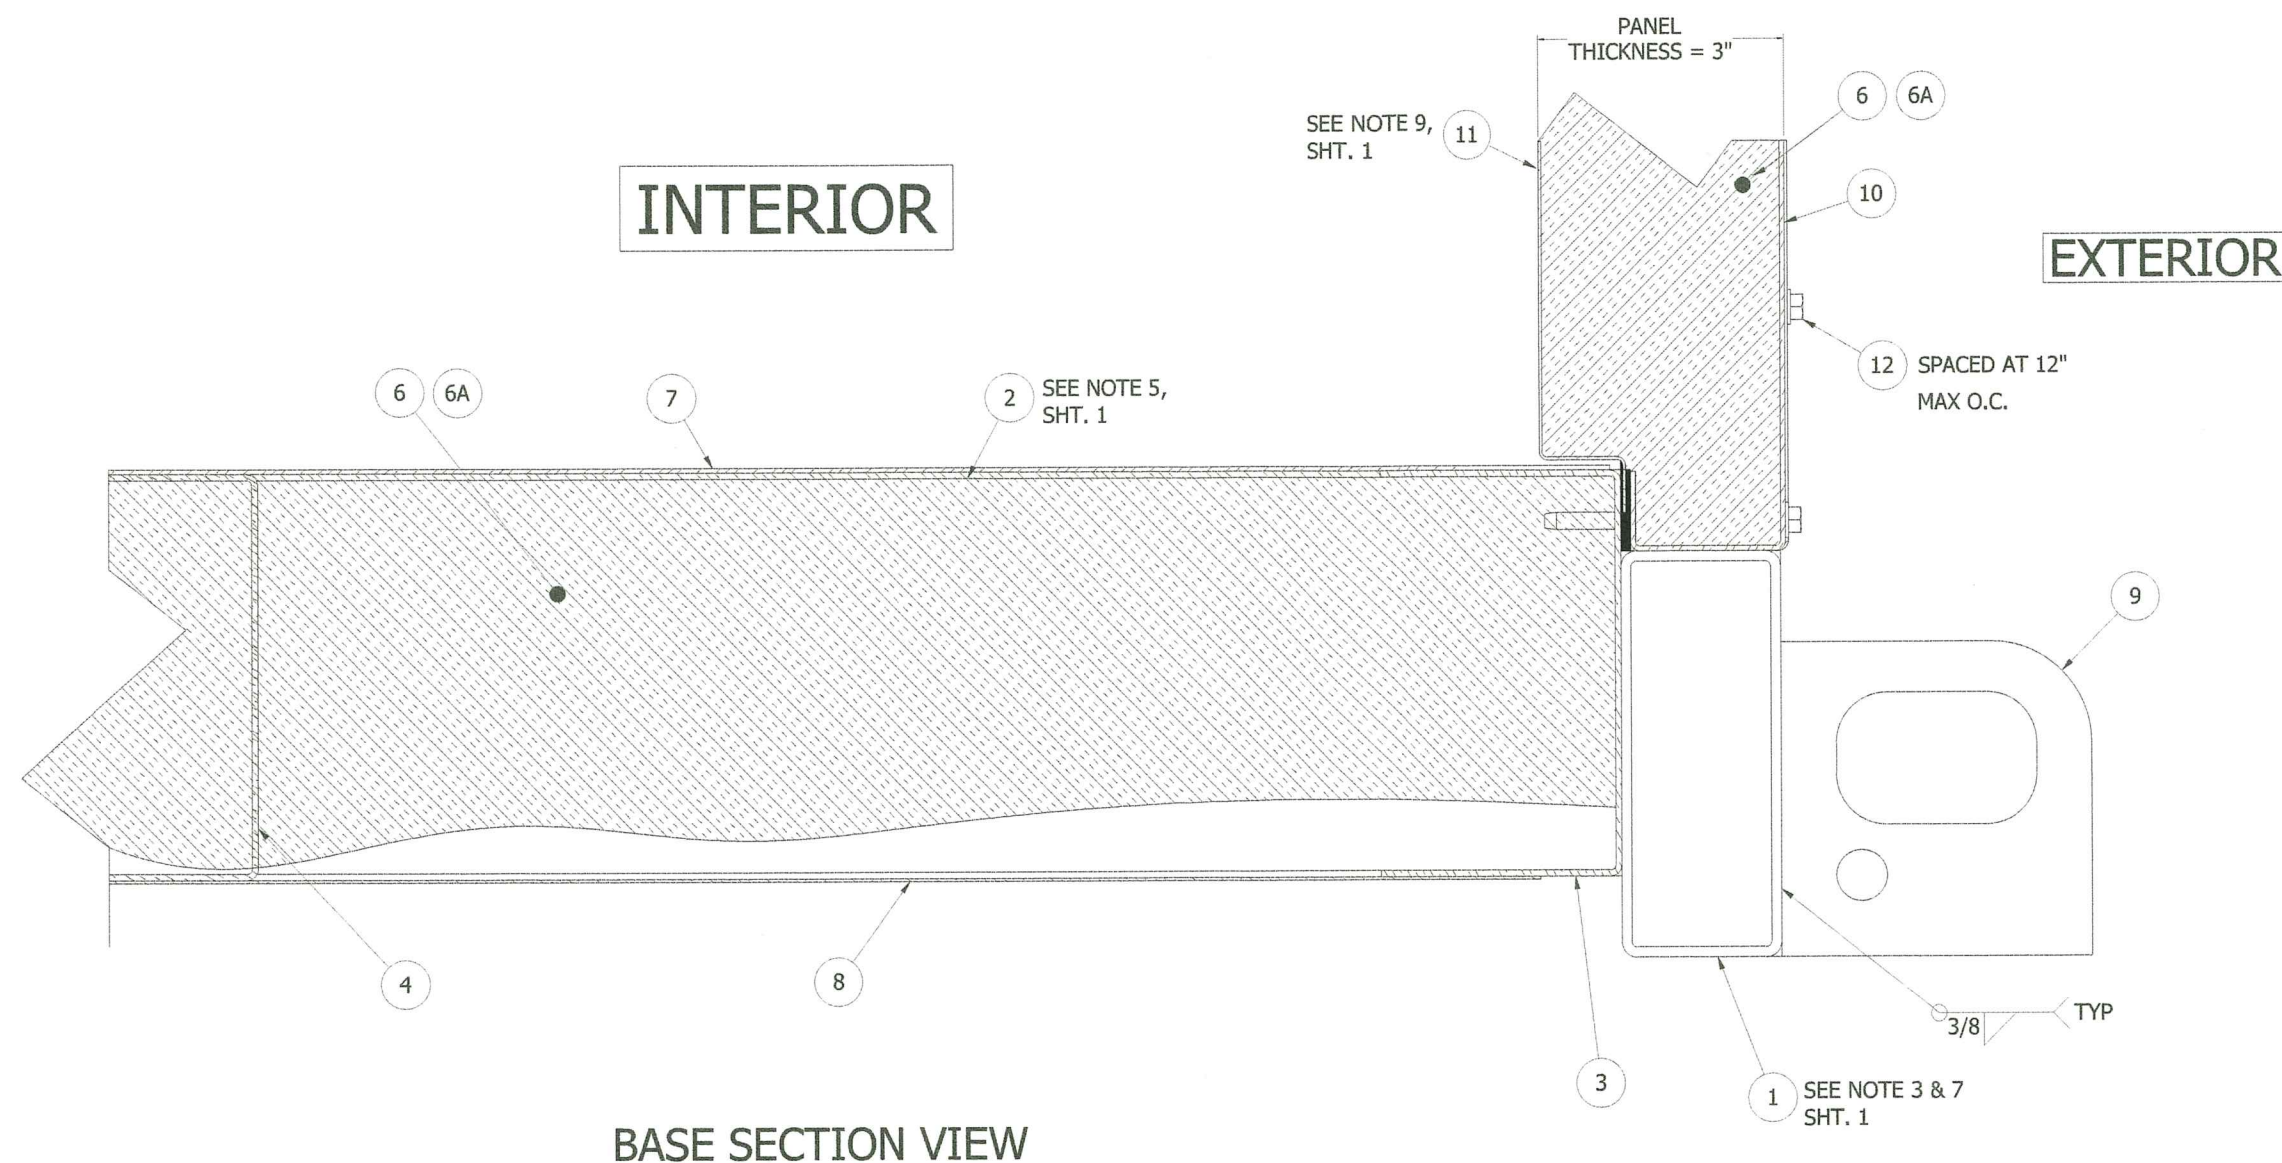 PANEL
THICKNESS = 3"
6 6A
SEE NOTE 9,
SHT. 1
11
INTERIOR
10
EXTERIOR
12 SPACED AT 12"
MAX O.C.
6 6A
7
2 SEE NOTE 5,
SHT. 1
9
4
8
3/8 TYP
3
1 SEE NOTE 3 & 7
SHT. 1
BASE SECTION VIEW